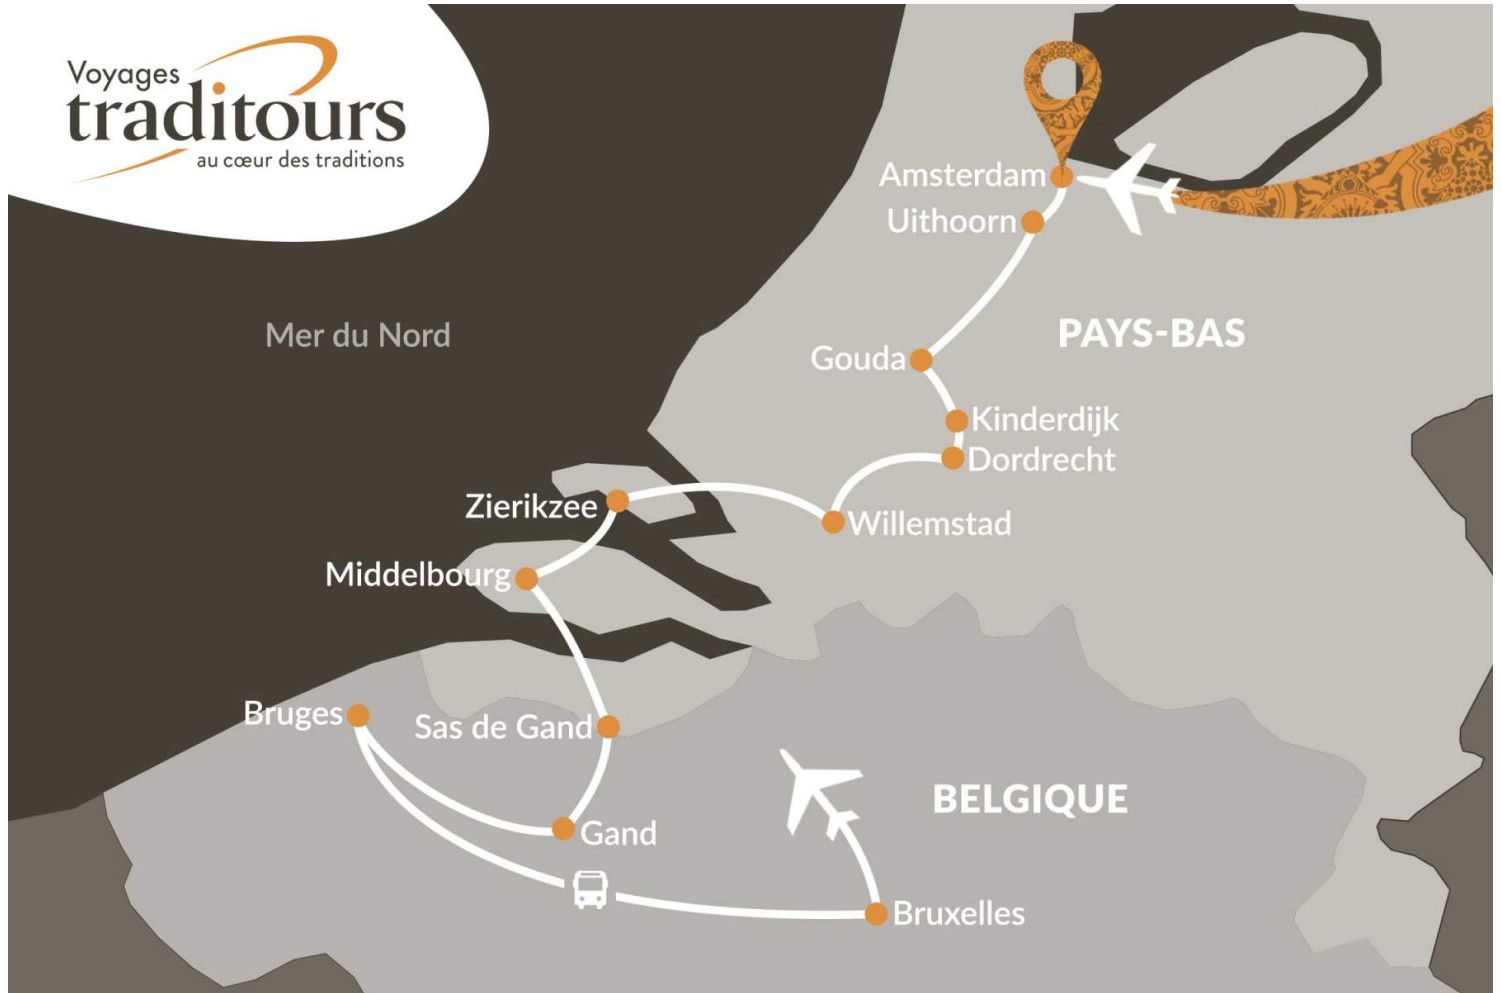 Voyages
traditours
au cœur des traditions
Amsterdam
Uithoorn
Mer du Nord
PAYS-BAS
Gouda
Kinderdijk
Dordrecht
Zierikzee
Willemstad
Middelbourg
Bruges
Sas de Gand
BELGIQUE
Gand
Bruxelles